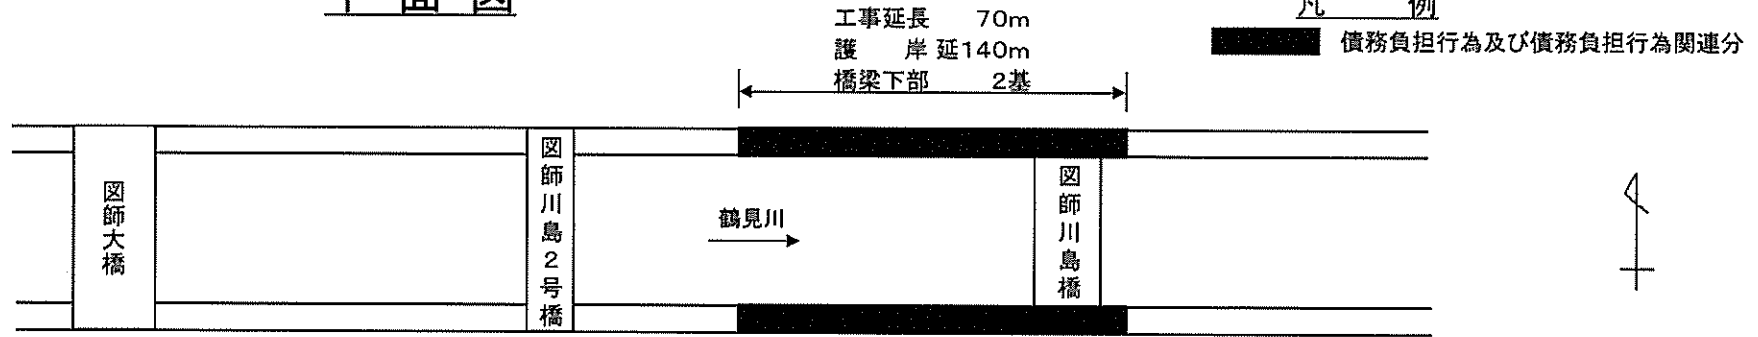 平面図
工事延長 70m
護 岸 延140m
橋梁下部 2基
凡 例
債務負担行為及び債務負担行為関連分
図師大橋
図師川島2号橋
鶴見川
図師川島橋